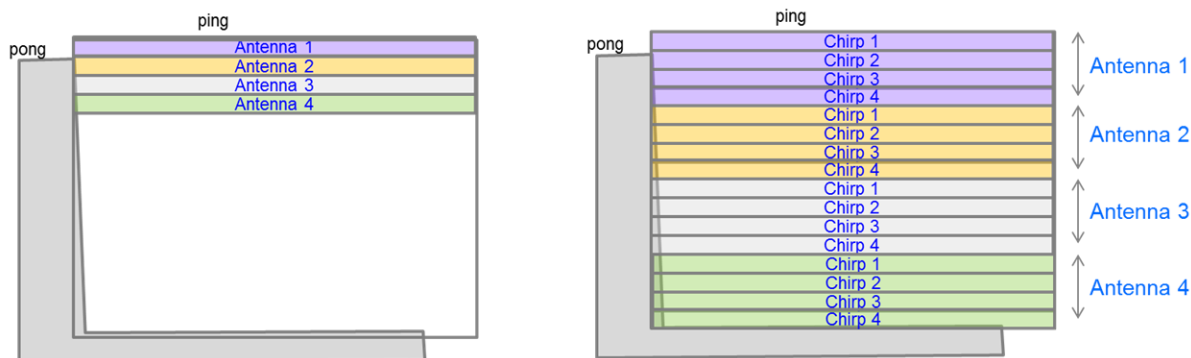 ping
pong
Antenna 1
Antenna 2
Antenna 3
Antenna 4
ping
pong
Chirp 1
Chirp 2
Chirp 3
Chirp 4
Antenna 1
Chirp 1
Chirp 2
Chirp 3
Chirp 4
Antenna 2
Chirp 1
Chirp 2
Chirp 3
Chirp 4
Antenna 3
Chirp 1
Chirp 2
Chirp 3
Chirp 4
Antenna 4